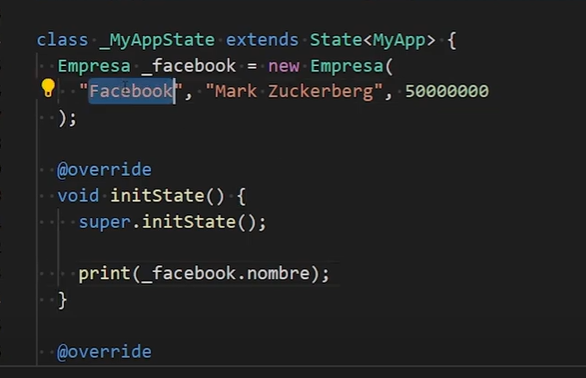 class _MyAppState extends State<MyApp> {
Empresa _facebook = new Empresa(
"Facebook", "Mark Zuckerberg", 50000000
);
@override
void initState() {
super.initState();
print(_facebook.nombre);
}
@override